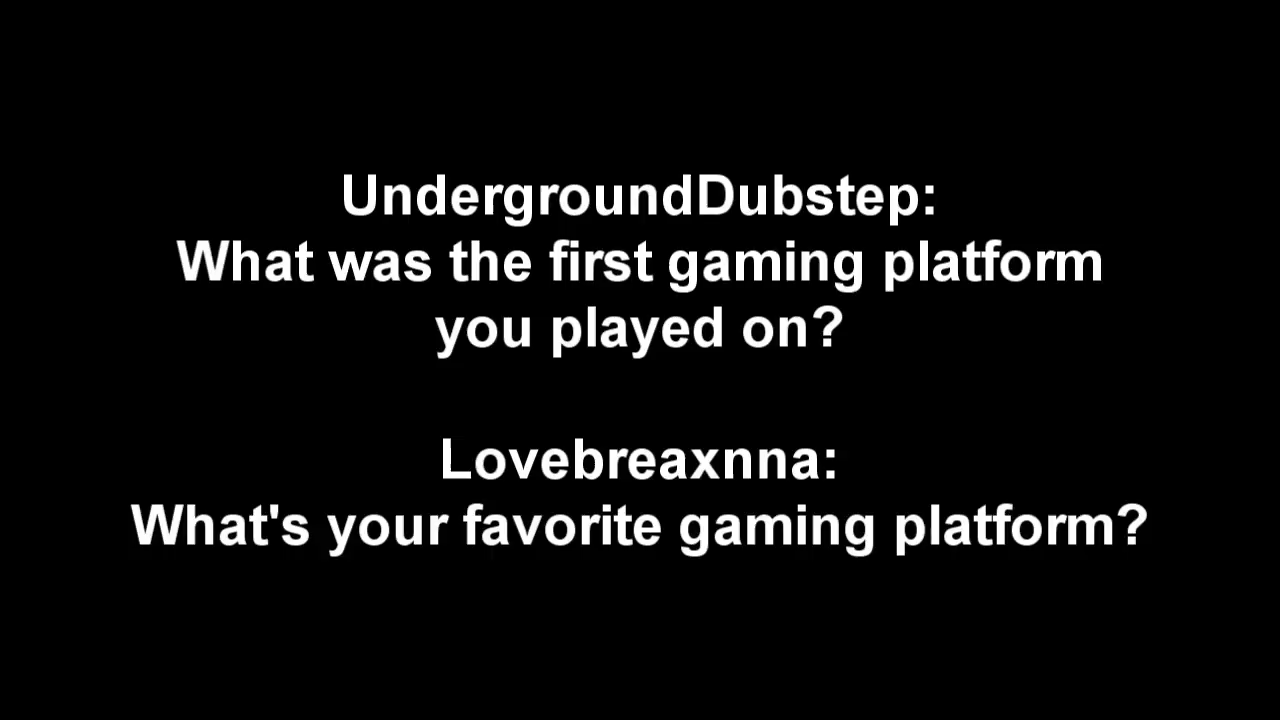 UndergroundDubstep:
What was the first gaming platform
you played on?
Lovebreaxnna:
What's your favorite gaming platform?